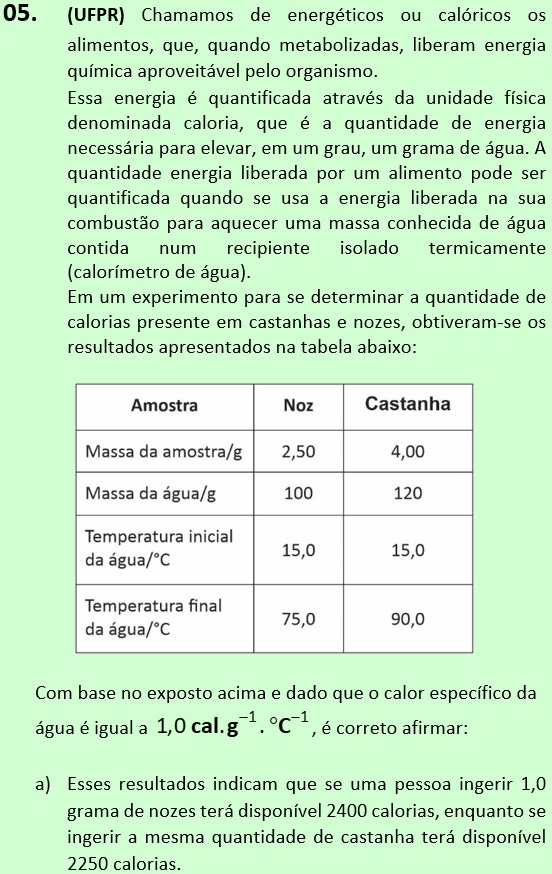 05. (UFPR) Chamamos de energéticos ou calóricos os
alimentos, que, quando metabolizadas, liberam energia
química aproveitável pelo organismo.
Essa energia é quantificada através da unidade física
denominada caloria, que é a quantidade de energia
necessária para elevar, em um grau, um grama de água. A
quantidade energia liberada por um alimento pode ser
quantificada quando se usa a energia liberada na sua
combustão para aquecer uma massa conhecida de água
contida num recipiente isolado termicamente
(calorímetro de água).
Em um experimento para se determinar a quantidade de
calorias presente em castanhas e nozes, obtiveram-se os
resultados apresentados na tabela abaixo:
Amostra Noz Castanha
Massa da amostra/g 2,50 4,00
Massa da água/g 100 120
Temperatura inicial
da água/°C 15,0 15,0
Temperatura final
da água/°C 75,0 90,0
Com base no exposto acima e dado que o calor específico da
água é igual a 1,0 cal.g⁻¹.°C⁻¹, é correto afirmar:
a) Esses resultados indicam que se uma pessoa ingerir 1,0
grama de nozes terá disponível 2400 calorias, enquanto se
ingerir a mesma quantidade de castanha terá disponível
2250 calorias.